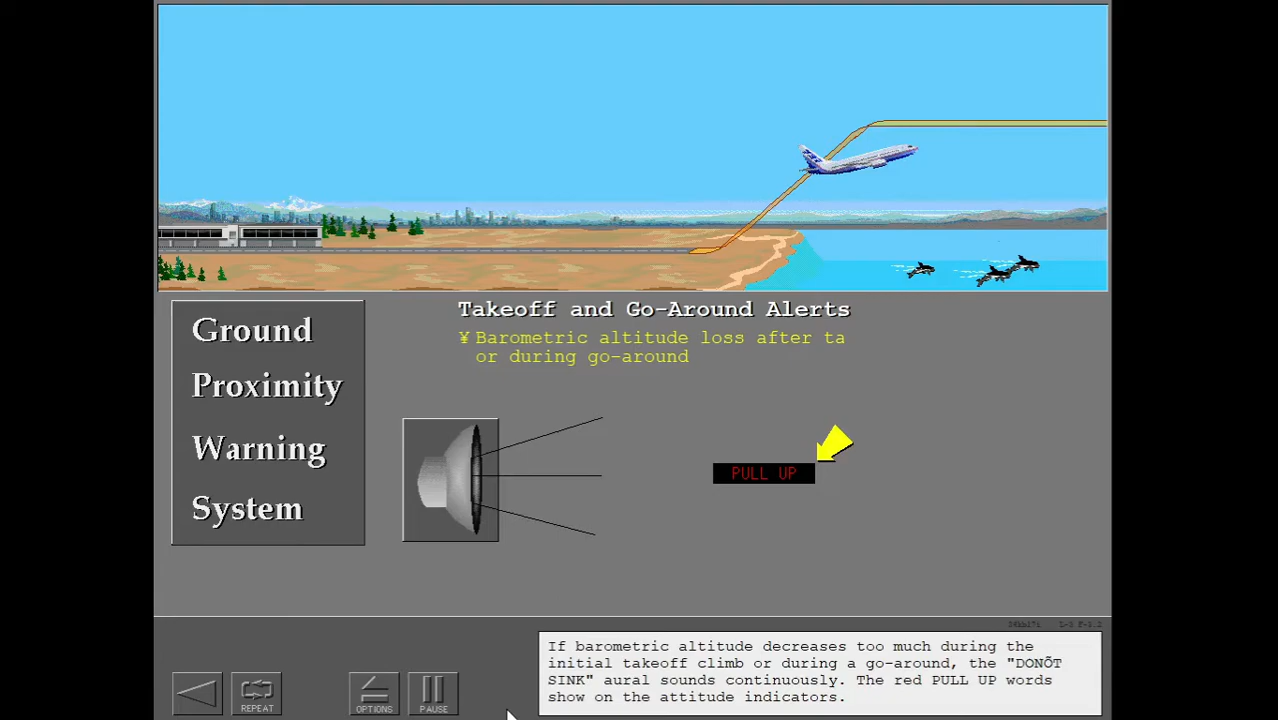 Takeoff and Go-Around Alerts
¥ Barometric altitude loss after ta
or during go-around
Ground
Proximity
Warning
System
PULL UP
If barometric altitude decreases too much during the
initial takeoff climb or during a go-around, the "DONÕT
SINK" aural sounds continuously. The red PULL UP words
show on the attitude indicators.
REPEAT
OPTIONS
PAUSE